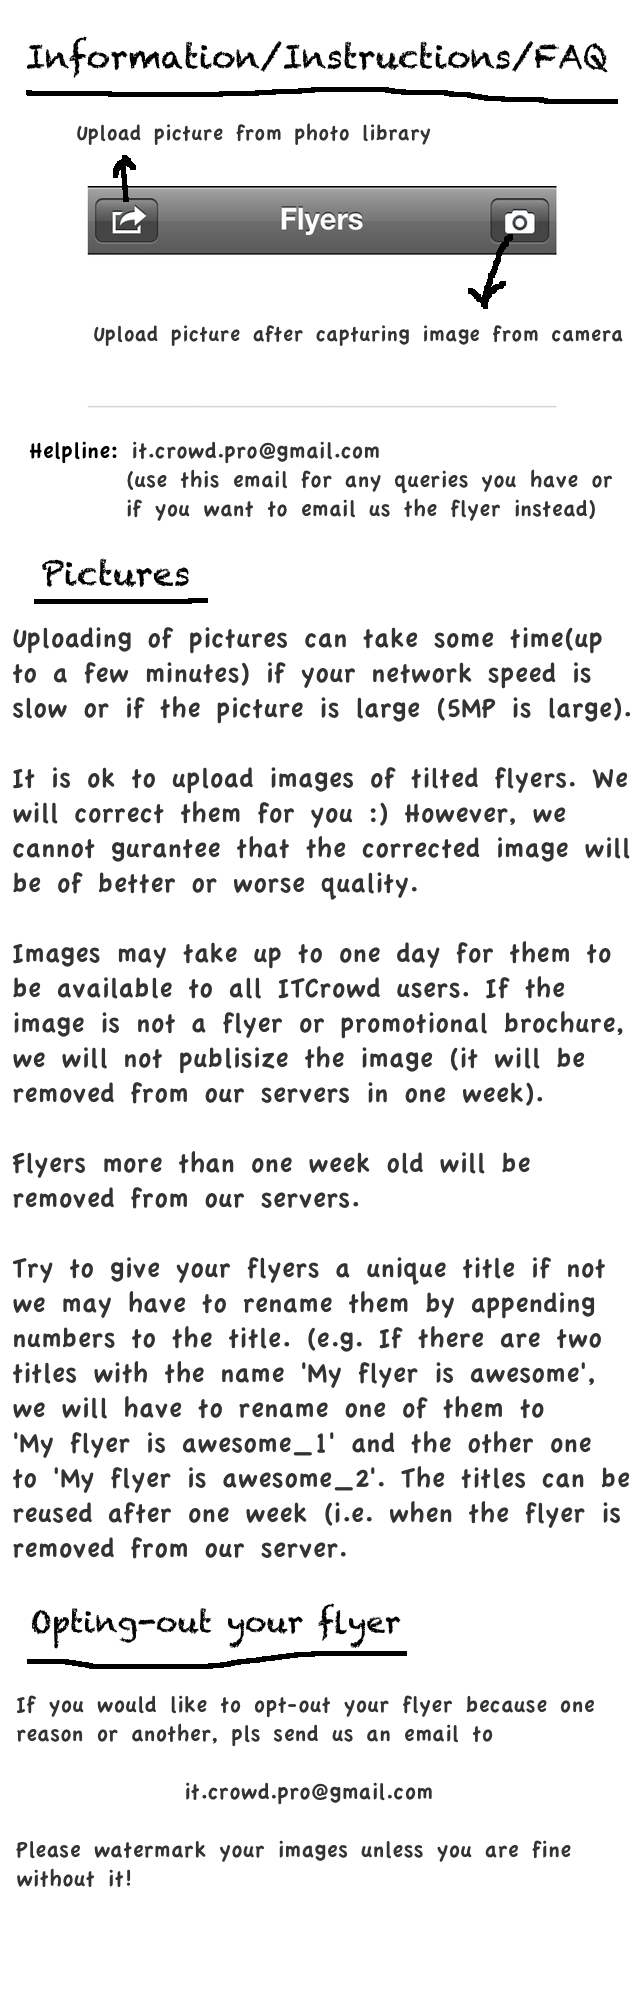 Information/Instructions/FAQ
Upload picture from photo library
Flyers
Upload picture after capturing image from camera
Helpline: it.crowd.pro@gmail.com
(use this email for any queries you have or
if you want to email us the flyer instead)
Pictures
Uploading of pictures can take some time(up
to a few minutes) if your network speed is
slow or if the picture is large (5MP is large).
It is ok to upload images of tilted flyers. We
will correct them for you :) However, we
cannot gurantee that the corrected image will
be of better or worse quality.
Images may take up to one day for them to
be available to all ITCrowd users. If the
image is not a flyer or promotional brochure,
we will not publisize the image (it will be
removed from our servers in one week).
Flyers more than one week old will be
removed from our servers.
Try to give your flyers a unique title if not
we may have to rename them by appending
numbers to the title. (e.g. If there are two
titles with the name 'My flyer is awesome',
we will have to rename one of them to
'My flyer is awesome_1' and the other one
to 'My flyer is awesome_2'. The titles can be
reused after one week (i.e. when the flyer is
removed from our server.
Opting-out your flyer
If you would like to opt-out your flyer because one
reason or another, pls send us an email to
it.crowd.pro@gmail.com
Please watermark your images unless you are fine
without it!